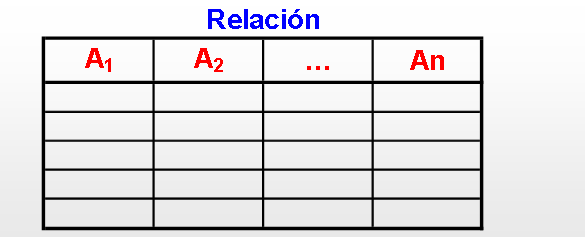 Relación
A₁ A₂ ... An